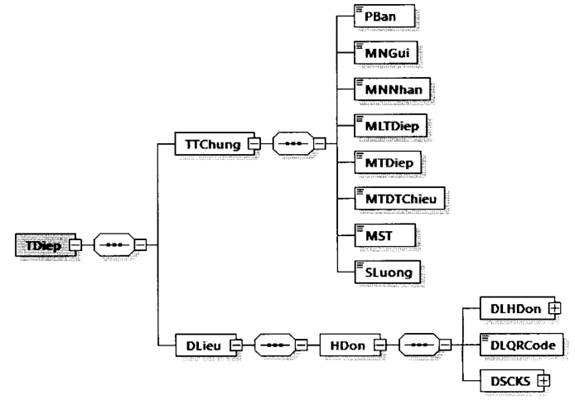 PBan
MNGui
MNNhan
MLTDiep
TTChung
MTDiep
MTDTChieu
MST
TDiep
SLuong
DLHDon
DLieu
HDon
DLQRCode
DSCKS